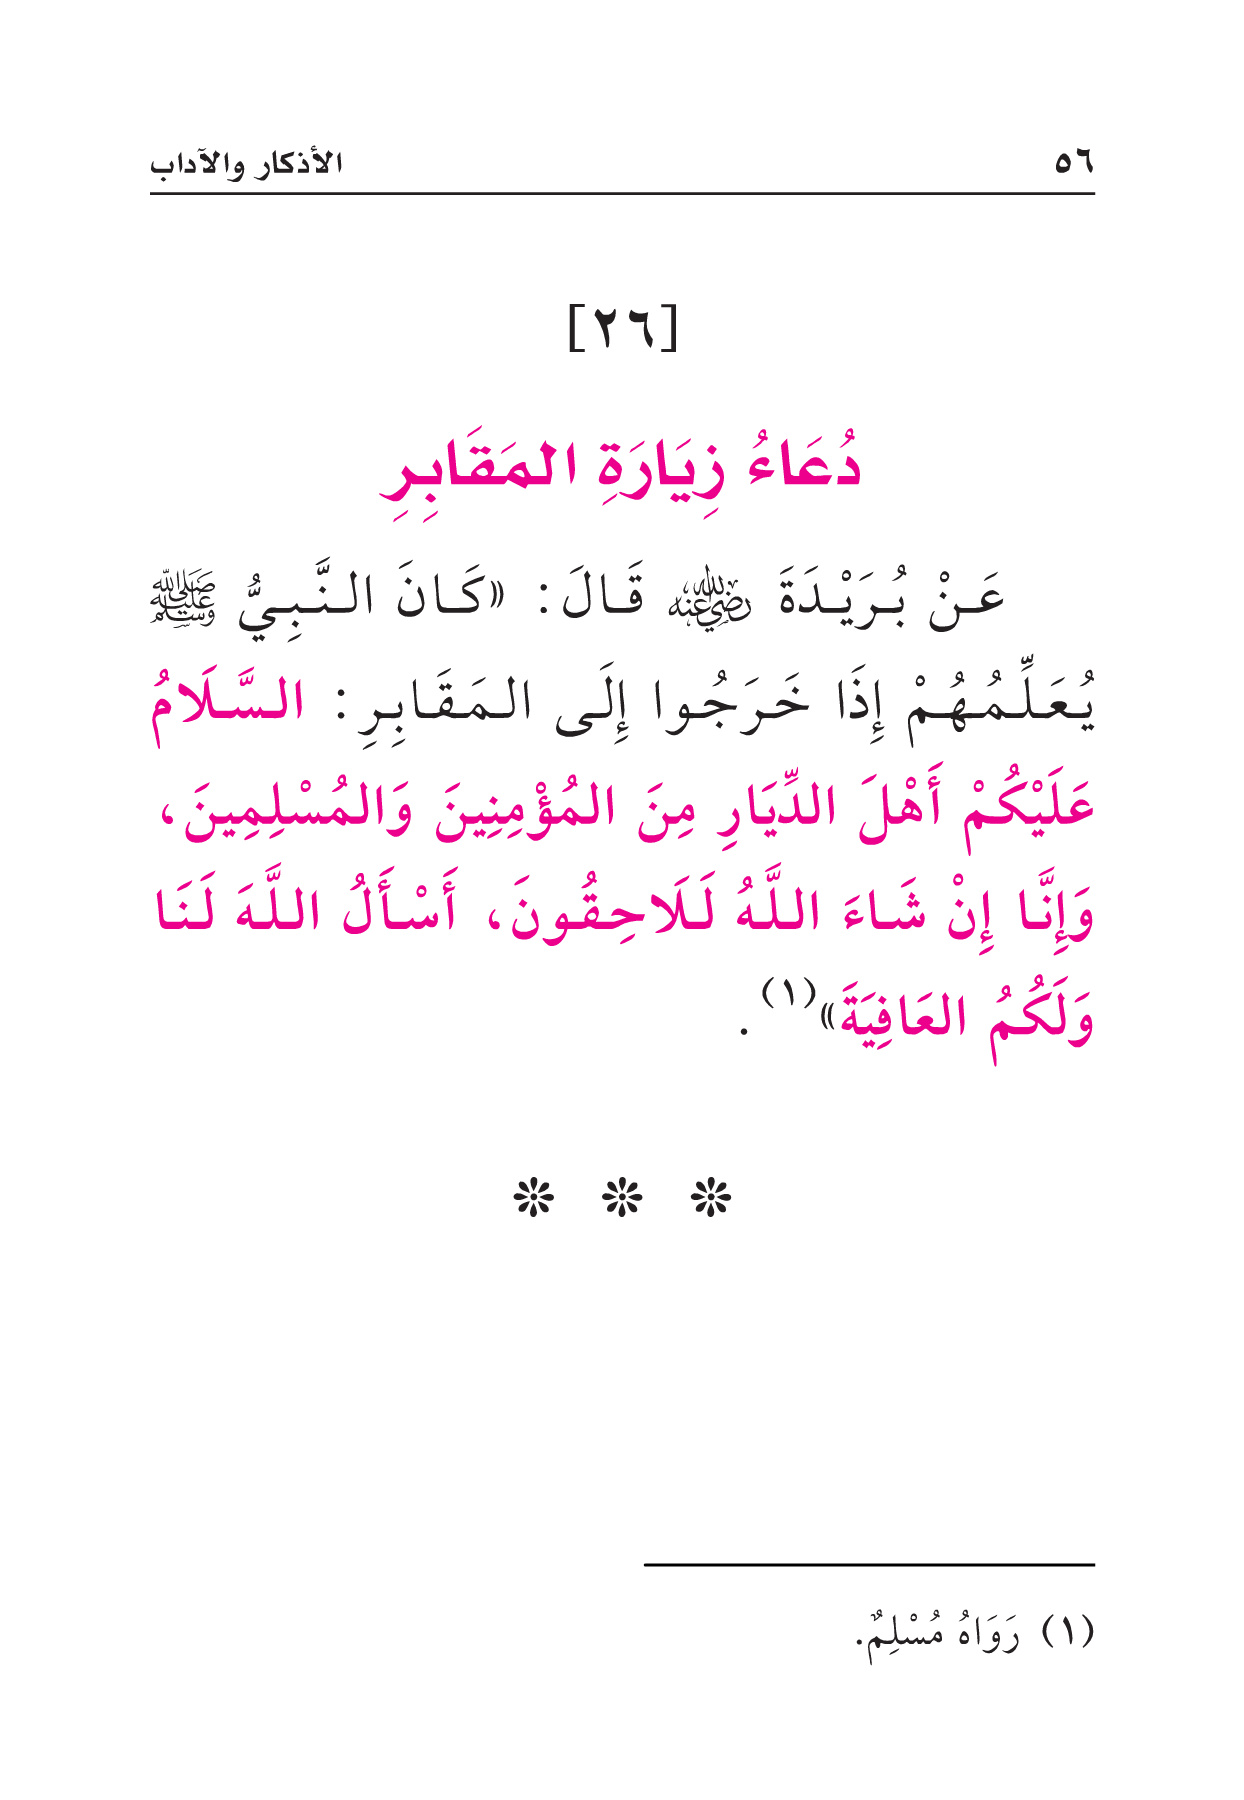 ٥٦ الأذكار والآداب
[٢٦]
دُعَاءُ زِيَارَةِ المَقَابِرِ
عَنْ بُرَيْدَةَ رضي الله عنه قَالَ: «كَانَ النَّبِيُّ ﷺ
يُعَلِّمُهُمْ إِذَا خَرَجُوا إِلَى المَقَابِرِ: السَّلَامُ
عَلَيْكُمْ أَهْلَ الدِّيَارِ مِنَ المُؤْمِنِينَ وَالمُسْلِمِينَ،
وَإِنَّا إِنْ شَاءَ اللَّهُ لَلَاحِقُونَ، أَسْأَلُ اللَّهَ لَنَا
وَلَكُمُ العَافِيَةَ»(١).
(١) رَوَاهُ مُسْلِمٌ.